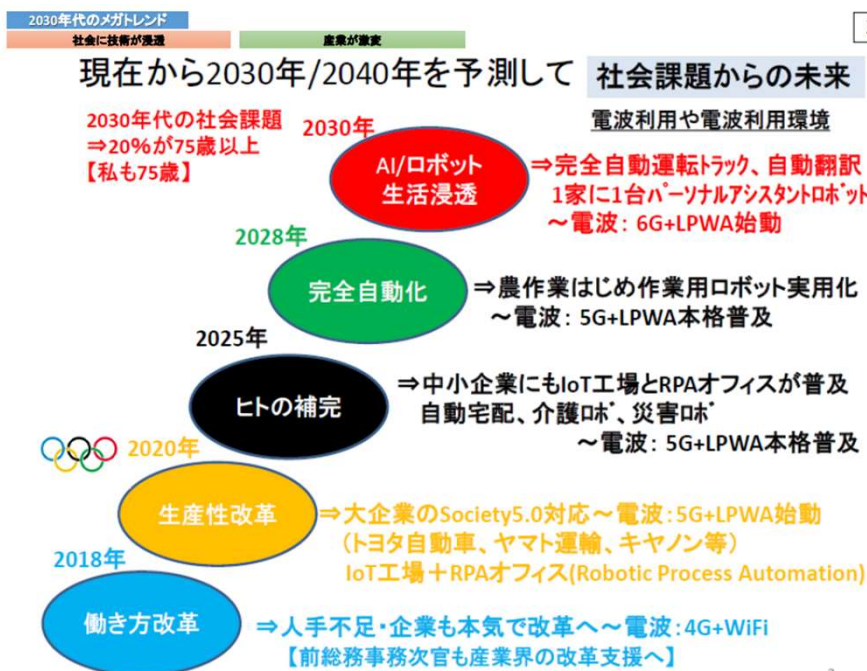 2030年代のメガトレンド
社会に技術が浸透
産業が激変
現在から2030年/2040年を予測して
社会課題からの未来
電波利用や電波利用環境
2030年代の社会課題
⇒20%が75歳以上
【私も75歳】
2030年
AI/ロボット
生活浸透
⇒完全自動運転トラック、自動翻訳
1家に1台パーソナルアシスタントロボット
～電波：6G+LPWA始動
2028年
完全自動化
⇒農作業はじめ作業用ロボット実用化
～電波：5G+LPWA本格普及
2025年
ヒトの補完
⇒中小企業にもIoT工場とRPAオフィスが普及
自動宅配、介護ロボ、災害ロボ
～電波：5G+LPWA本格普及
2020年
生産性改革
⇒大企業のSociety5.0対応～電波：5G+LPWA始動
（トヨタ自動車、ヤマト運輸、キヤノン等）
IoT工場＋RPAオフィス(Robotic Process Automation)
2018年
働き方改革
⇒人手不足・企業も本気で改革へ～電波：4G+WiFi
【前総務事務次官も産業界の改革支援へ】